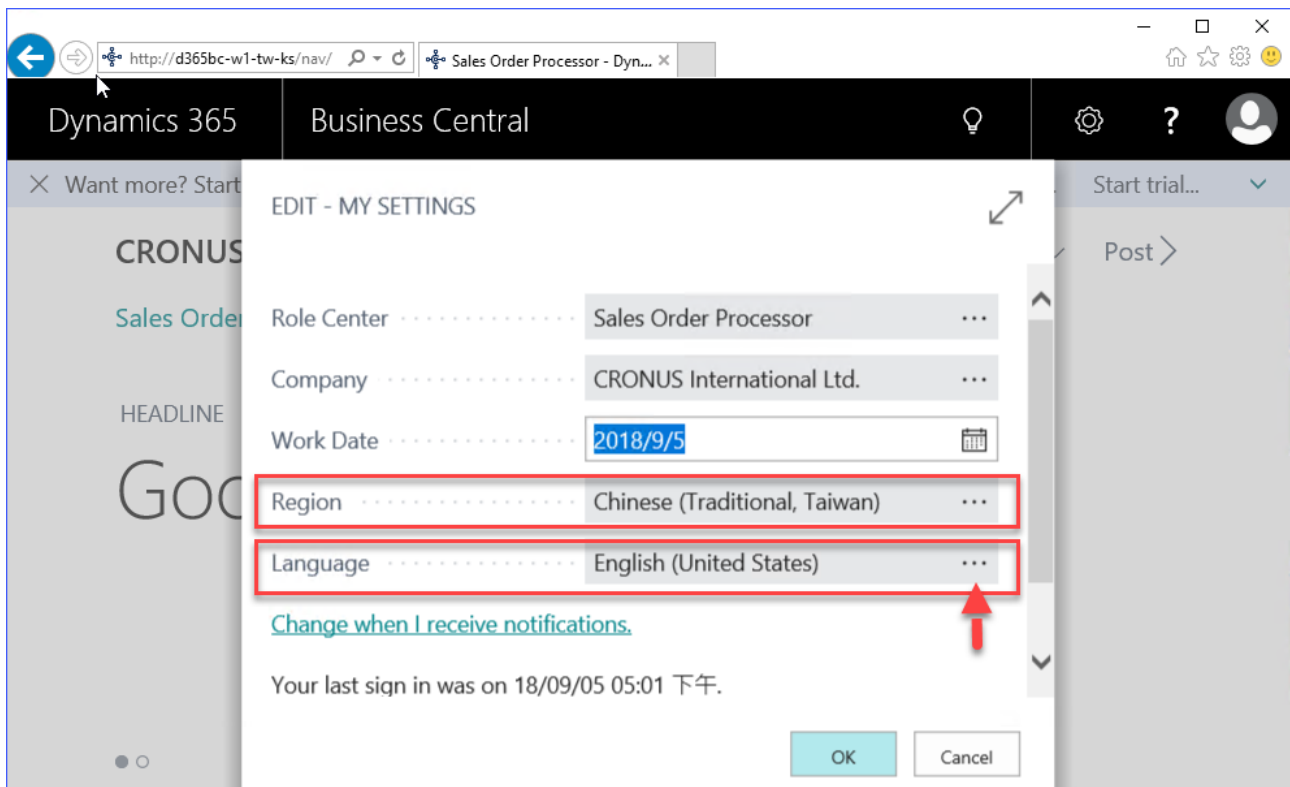 http://d365bc-w1-tw-ks/nav/
Sales Order Processor - Dyn...
Dynamics 365
Business Central
?
Want more? Start
Start trial...
EDIT - MY SETTINGS
CRONUS
Post
Sales Order
Role Center
Sales Order Processor
Company
CRONUS International Ltd.
HEADLINE
Work Date
2018/9/5
Goo
Region
Chinese (Traditional, Taiwan)
Language
English (United States)
Change when I receive notifications.
Your last sign in was on 18/09/05 05:01 下午.
OK
Cancel